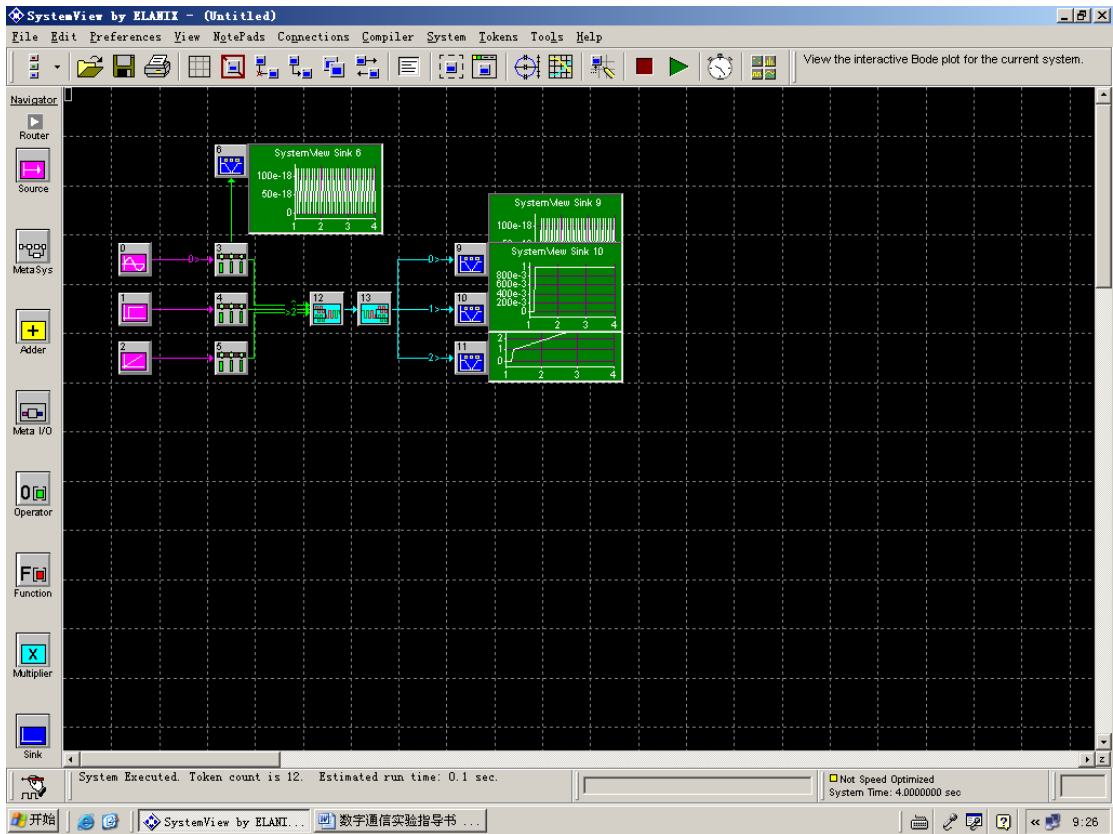 SystemView by ELANIX - (Untitled)
File Edit Preferences View NotePads Connections Compiler System Tokens Tools Help
View the interactive Bode plot for the current system.
Navigator
Router
Source
MetaSys
Adder
Meta I/O
Operator
Function
Multiplier
Sink
6
SystemView Sink 6
100e-18
50e-18
0
1 2 3 4
SystemView Sink 9
100e-18
0 0> 3 0> 9
SystemView Sink 10
1
800e-3
600e-3
400e-3
200e-3
0
1 2 3 4
1 4 >2 12 13 1> 10
2 5 2> 11
2
1
0
1 2 3 4
System Executed. Token count is 12. Estimated run time: 0.1 sec.
Not Speed Optimized
System Time: 4.0000000 sec
开始 SystemView by ELANI... 数字通信实验指导书 ... « 9:26